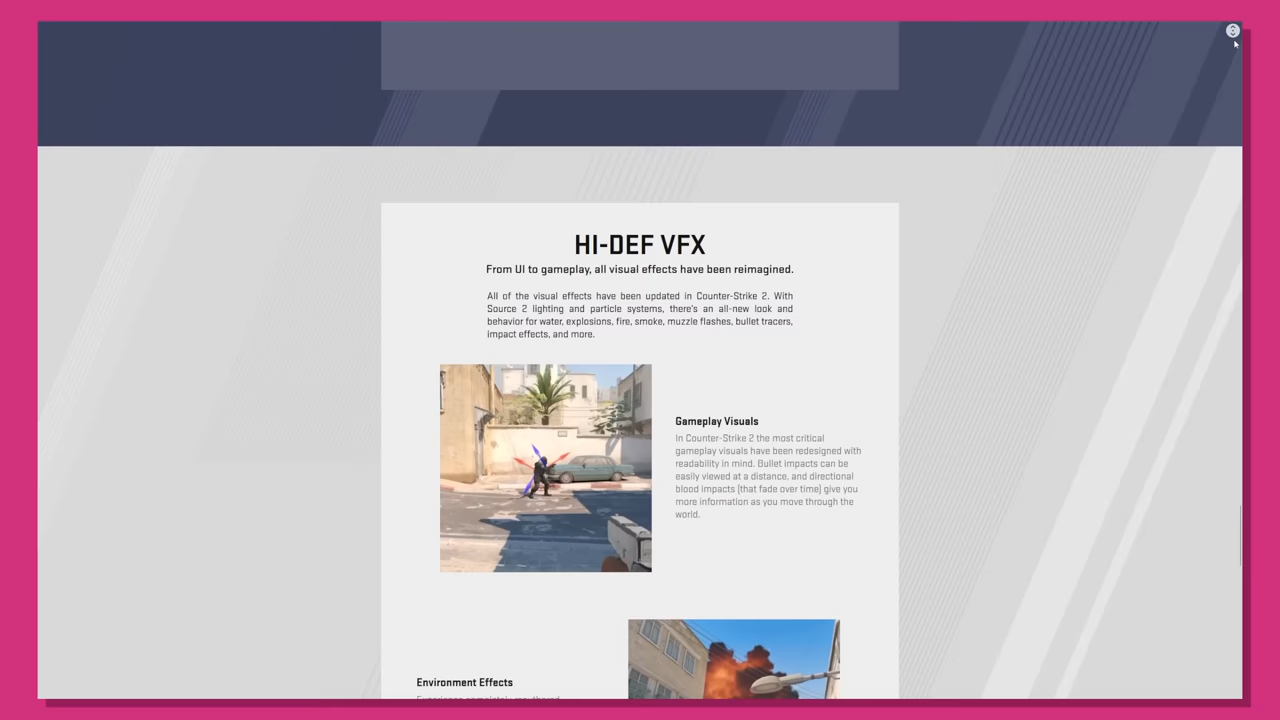 HI-DEF VFX
From UI to gameplay, all visual effects have been reimagined.
All of the visual effects have been updated in Counter-Strike 2. With
Source 2 lighting and particle systems, there's an all-new look and
behavior for water, explosions, fire, smoke, muzzle flashes, bullet tracers,
impact effects, and more.
Gameplay Visuals
In Counter-Strike 2 the most critical
gameplay visuals have been redesigned with
readability in mind. Bullet impacts can be
easily viewed at a distance, and directional
blood impacts (that fade over time) give you
more information as you move through the
world.
Environment Effects